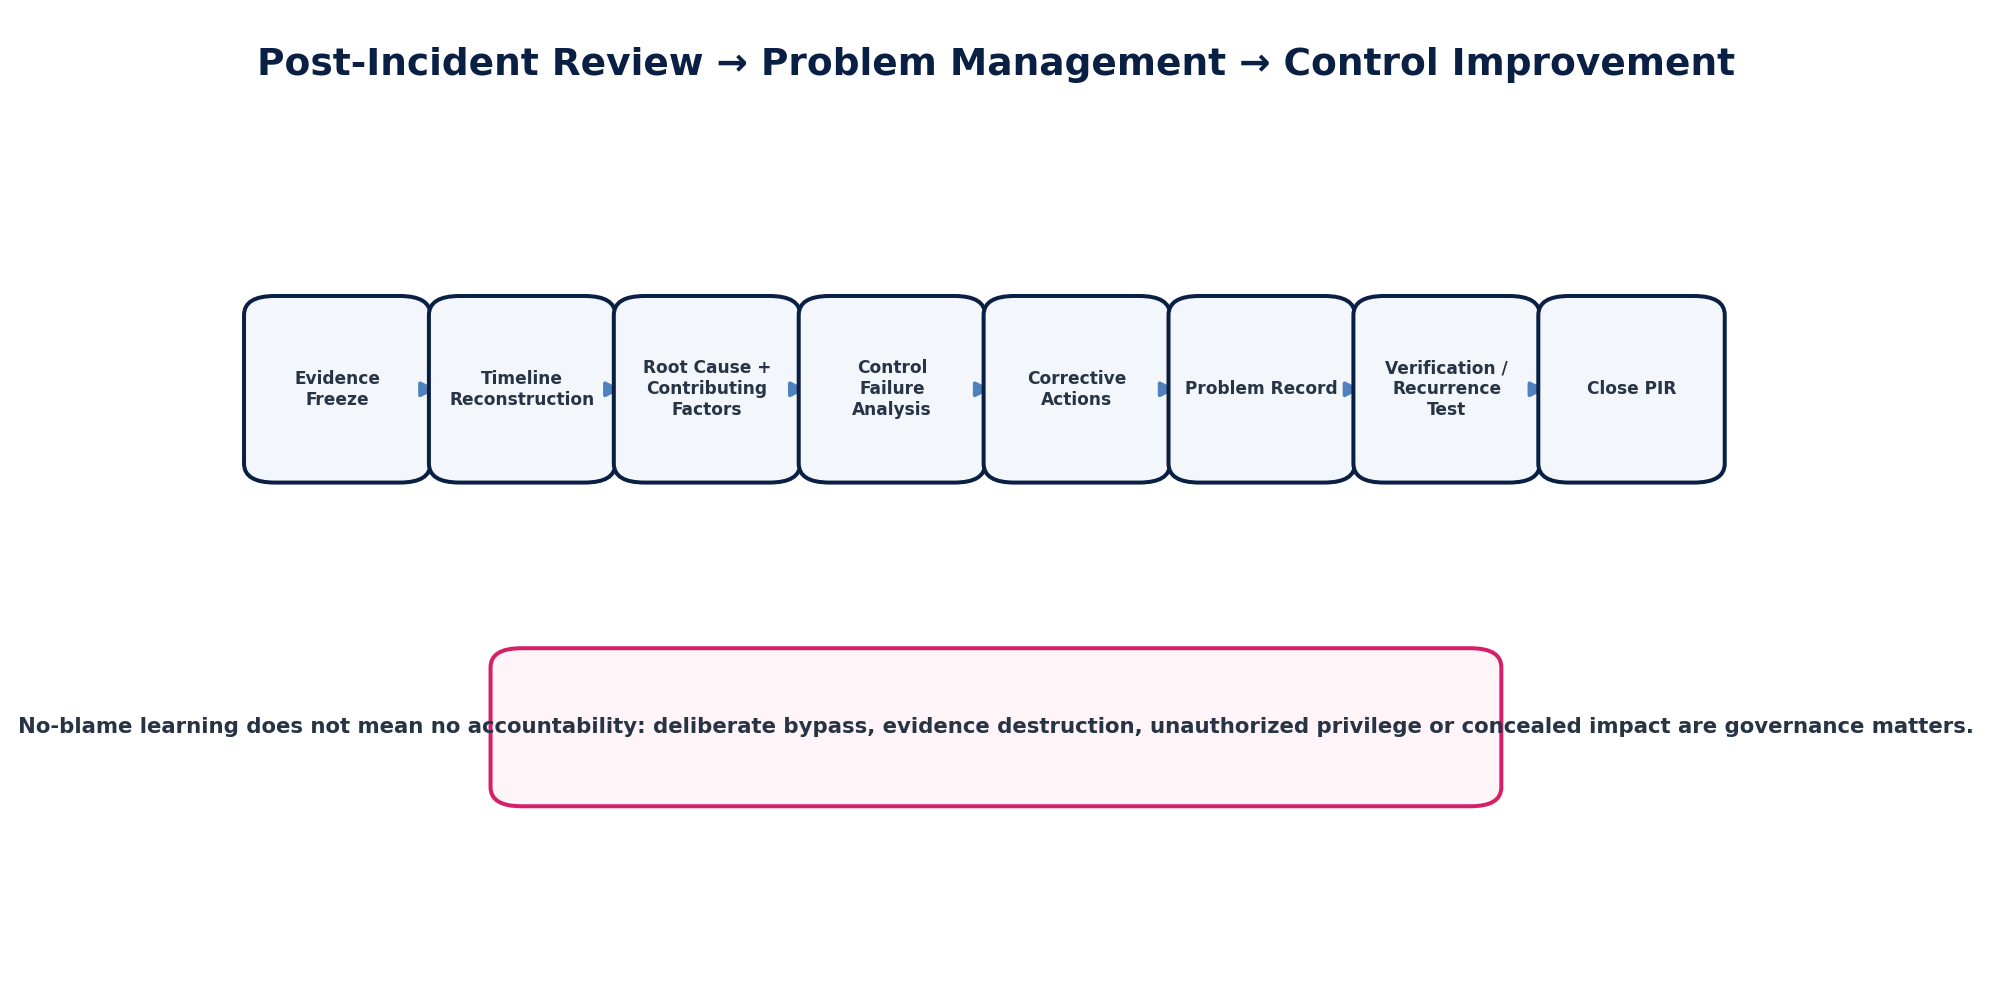 Post-Incident Review → Problem Management → Control Improvement
Evidence
Freeze
Timeline
Reconstruction
Root Cause +
Contributing
Factors
Control
Failure
Analysis
Corrective
Actions
Problem Record
Verification /
Recurrence
Test
Close PIR
No-blame learning does not mean no accountability: deliberate bypass, evidence destruction, unauthorized privilege or concealed impact are governance matters.